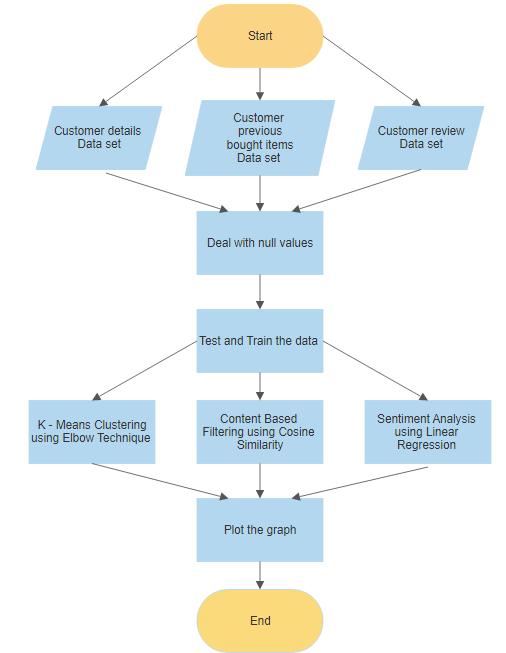 Start
Customer details
Data set
Customer
previous
bought items
Data set
Customer review
Data set
Deal with null values
Test and Train the data
K - Means Clustering
using Elbow Technique
Content Based
Filtering using Cosine
Similarity
Sentiment Analysis
using Linear
Regression
Plot the graph
End